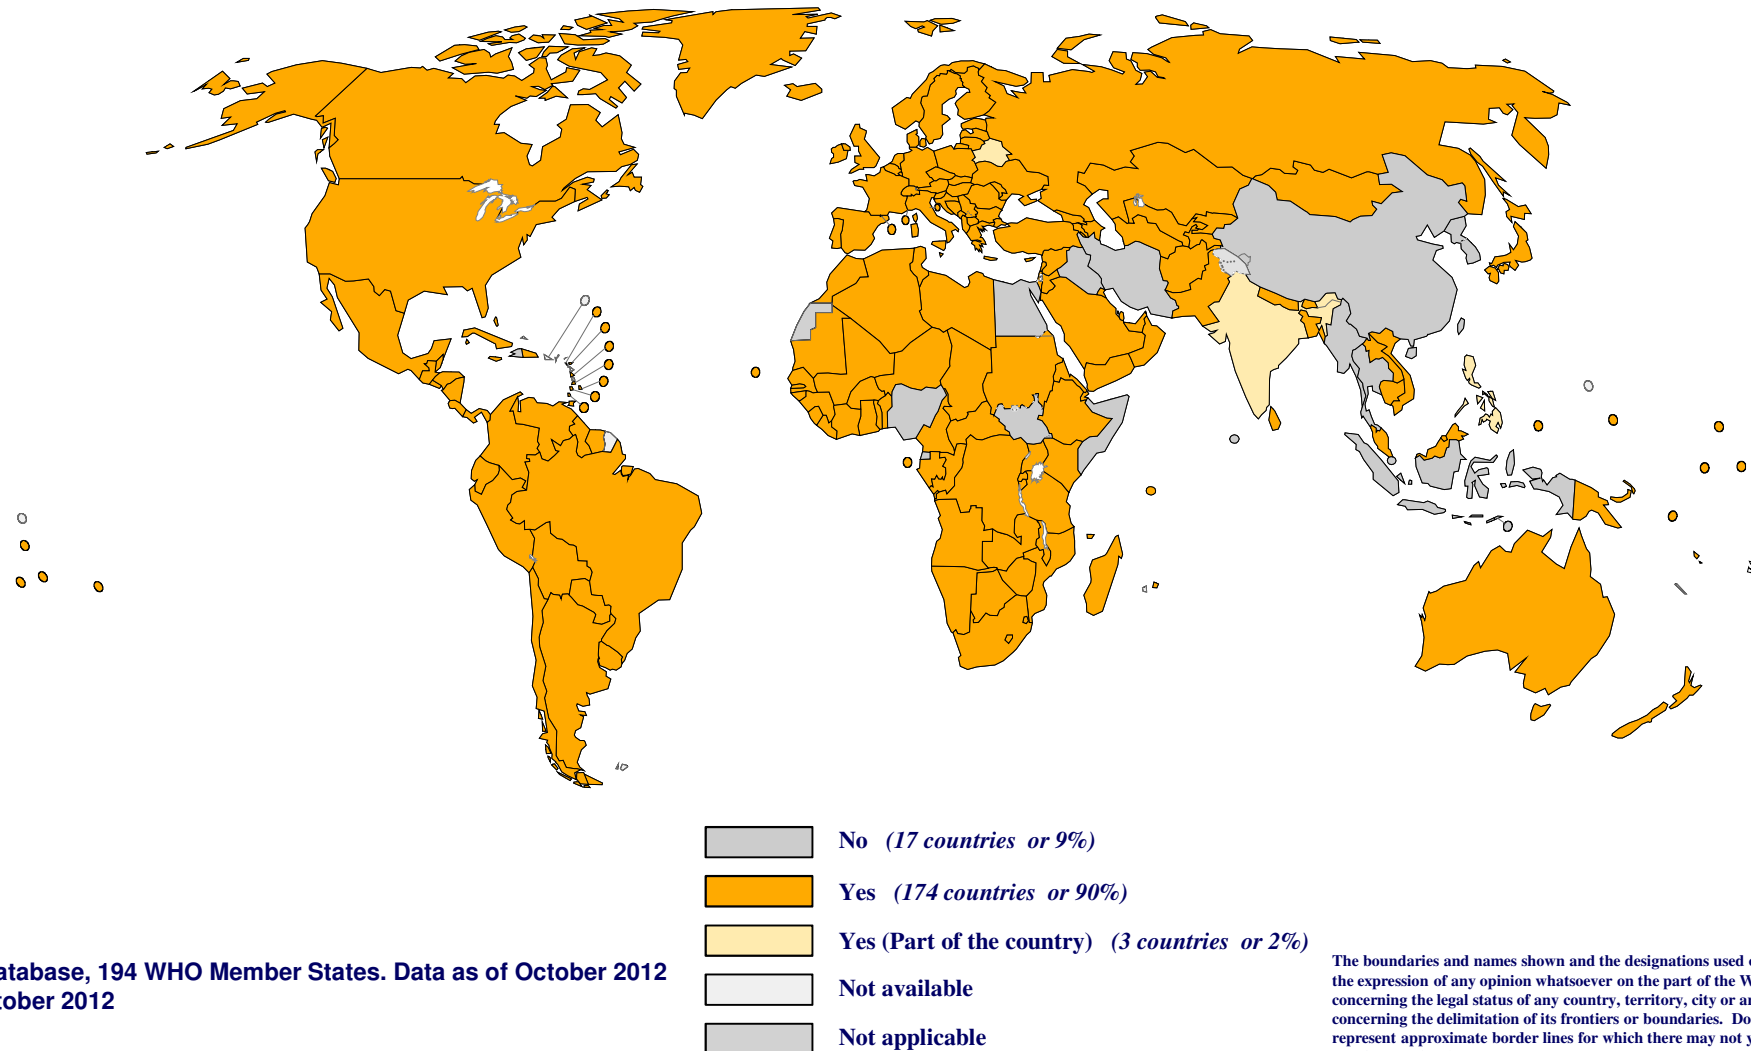 No (17 countries or 9%)
Yes (174 countries or 90%)
Yes (Part of the country) (3 countries or 2%)
Not available
Not applicable
atabase, 194 WHO Member States. Data as of October 2012
tober 2012
The boundaries and names shown and the designations used
the expression of any opinion whatsoever on the part of the W
concerning the legal status of any country, territory, city or a
concerning the delimitation of its frontiers or boundaries. Do
represent approximate border lines for which there may not y